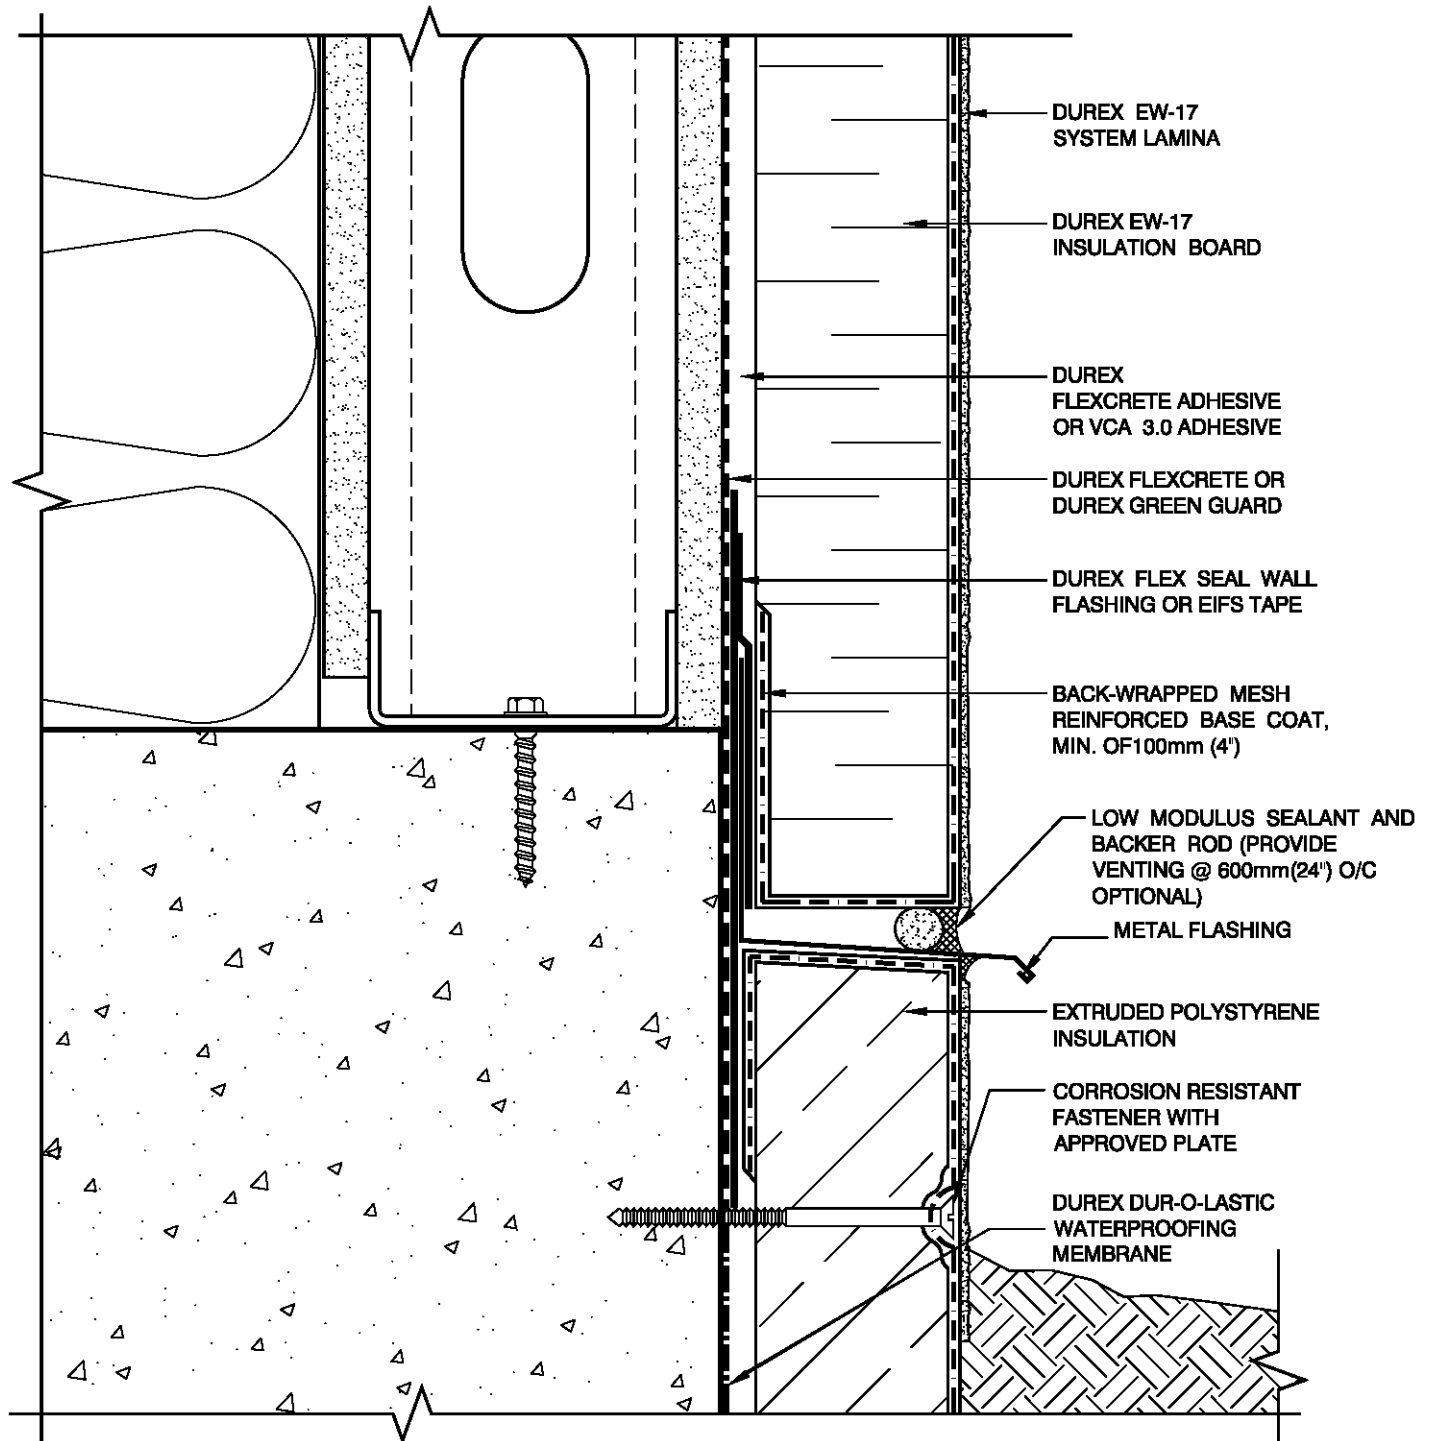 DUREX EW-17
SYSTEM LAMINA
DUREX EW-17
INSULATION BOARD
DUREX
FLEXCRETE ADHESIVE
OR VCA 3.0 ADHESIVE
DUREX FLEXCRETE OR
DUREX GREEN GUARD
DUREX FLEX SEAL WALL
FLASHING OR EIFS TAPE
BACK-WRAPPED MESH
REINFORCED BASE COAT,
MIN. OF100mm (4")
LOW MODULUS SEALANT AND
BACKER ROD (PROVIDE
VENTING @ 600mm(24") O/C
OPTIONAL)
METAL FLASHING
EXTRUDED POLYSTYRENE
INSULATION
CORROSION RESISTANT
FASTENER WITH
APPROVED PLATE
DUREX DUR-O-LASTIC
WATERPROOFING
MEMBRANE